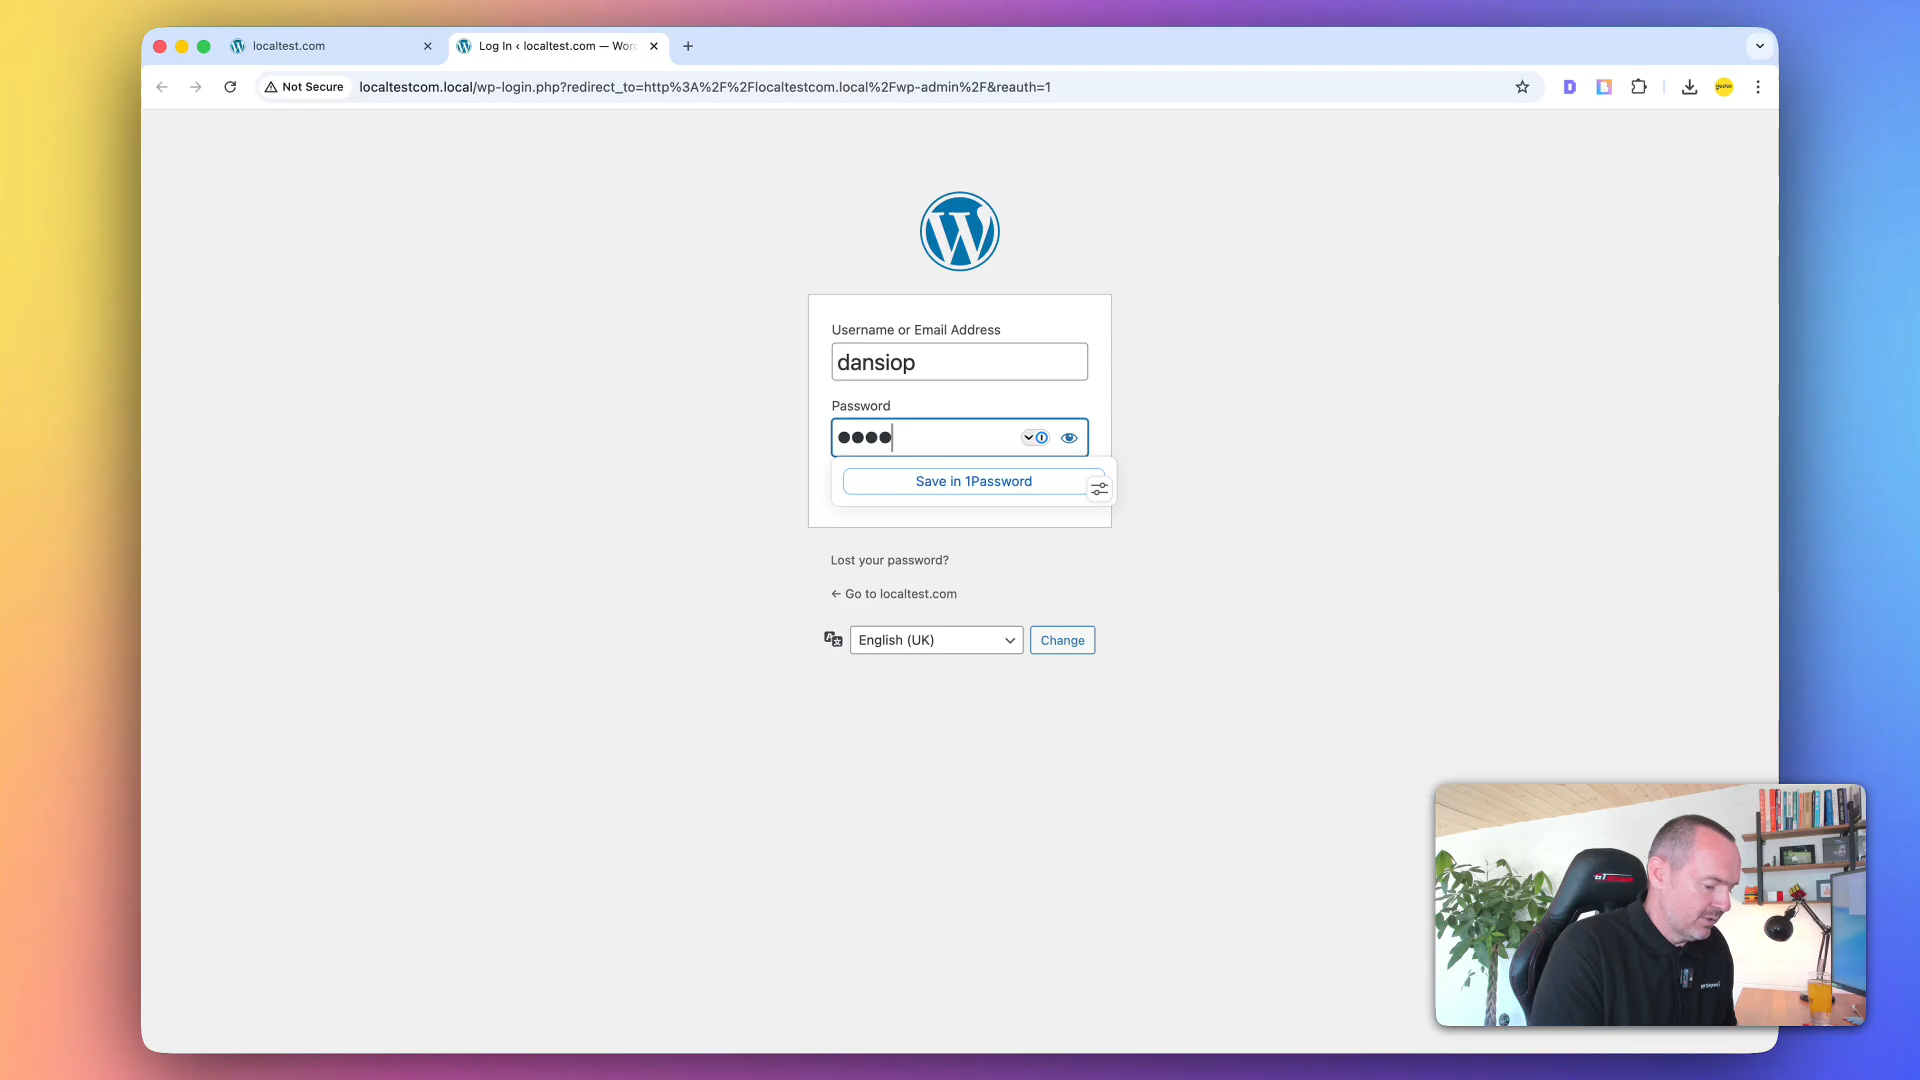 localtest.com
Log In ‹ localtest.com — Wor
Not Secure
localtestcom.local/wp-login.php?redirect_to=http%3A%2F%2Flocaltestcom.local%2Fwp-admin%2F&reauth=1
Username or Email Address
dansiop
Password
Save in 1Password
Lost your password?
← Go to localtest.com
English (UK)
Change